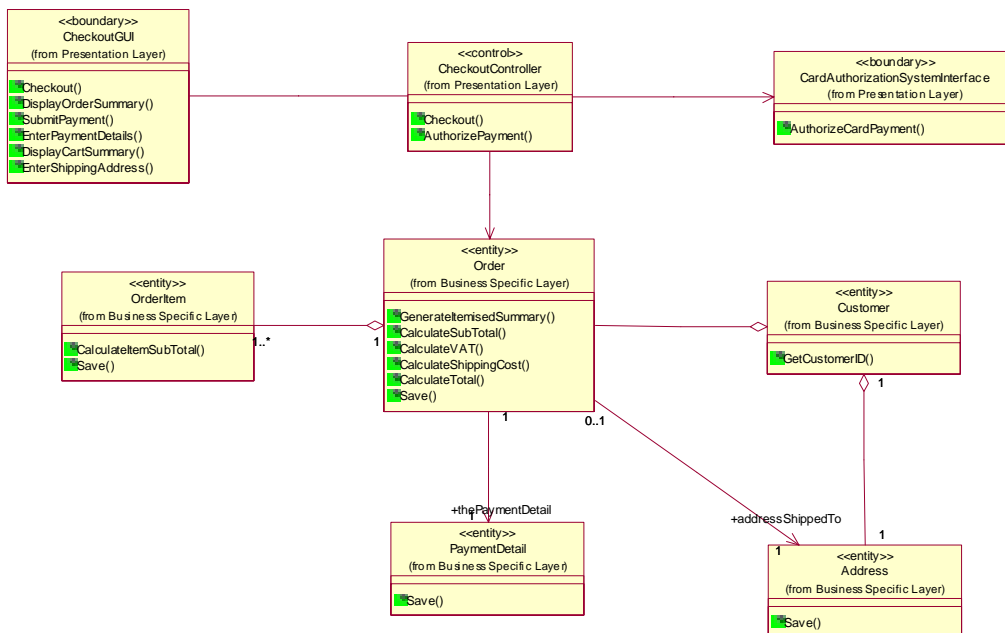 <<boundary>>
CheckoutGUI
(from Presentation Layer)
Checkout()
DisplayOrderSummary()
SubmitPayment()
EnterPaymentDetails()
DisplayCartSummary()
EnterShippingAddress()
<<control>>
CheckoutController
(from Presentation Layer)
Checkout()
AuthorizePayment()
<<boundary>>
CardAuthorizationSystemInterface
(from Presentation Layer)
AuthorizeCardPayment()
<<entity>>
OrderItem
(from Business Specific Layer)
CalculateItemSubTotal()
Save()
1..*
1
<<entity>>
Order
(from Business Specific Layer)
GenerateItemisedSummary()
CalculateSubTotal()
CalculateVAT()
CalculateShippingCost()
CalculateTotal()
Save()
<<entity>>
Customer
(from Business Specific Layer)
GetCustomerID()
1
1
0..1
+thePaymentDetail
1
+addressShippedTo
1
1
<<entity>>
PaymentDetail
(from Business Specific Layer)
Save()
<<entity>>
Address
(from Business Specific Layer)
Save()